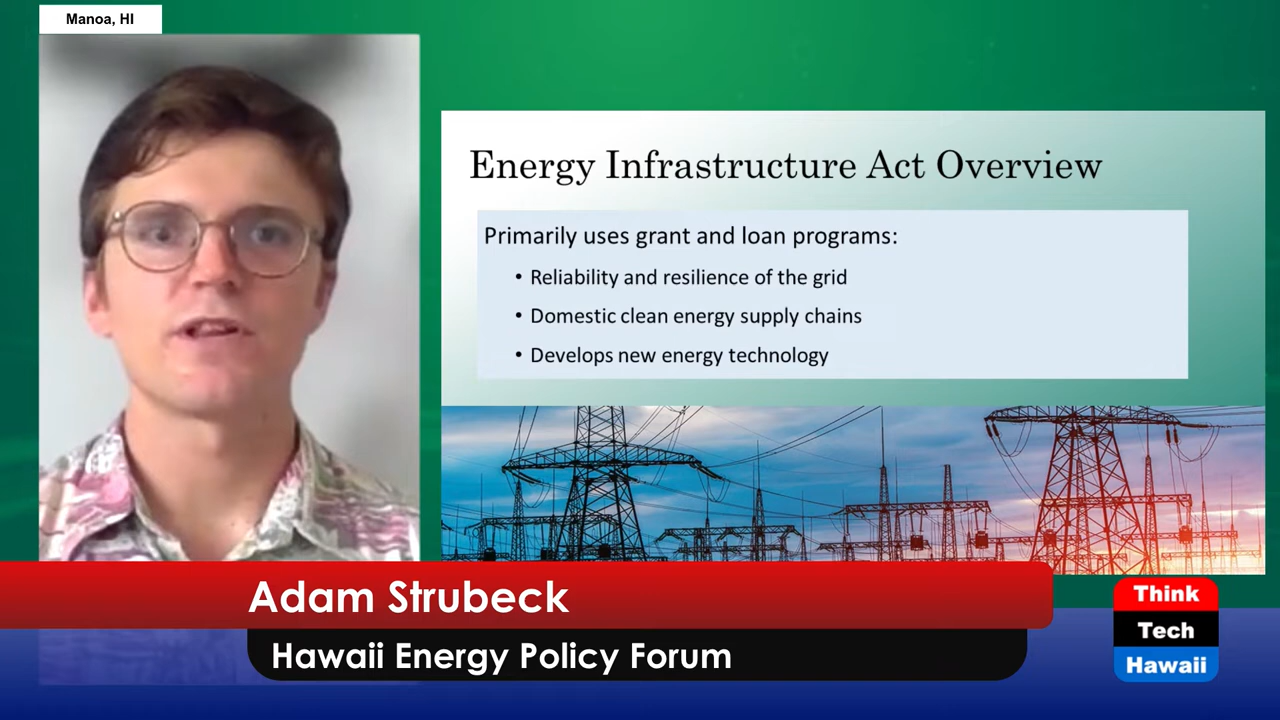 Manoa, HI
Energy Infrastructure Act Overview
Primarily uses grant and loan programs:
• Reliability and resilience of the grid
• Domestic clean energy supply chains
• Develops new energy technology
Adam Strubeck
Hawaii Energy Policy Forum
Think
Tech
Hawaii